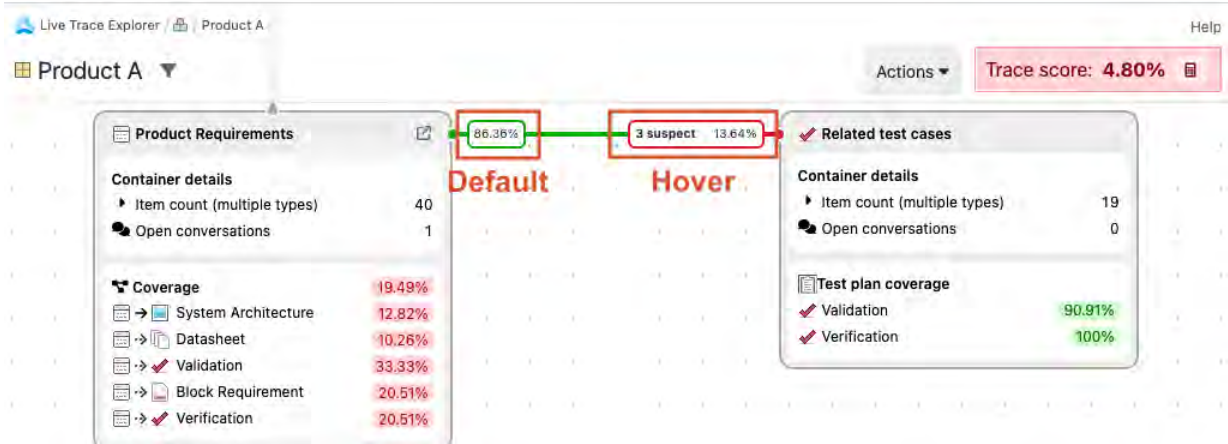 Live Trace Explorer / / Product A
Help
Product A
Actions
Trace score: 4.80%
Product Requirements
86.36%
3 suspect 13.64%
Related test cases
Default
Hover
Container details
Item count (multiple types) 40
Open conversations 1
Coverage 19.49%
System Architecture 12.82%
Datasheet 10.26%
Validation 33.33%
Block Requirement 20.51%
Verification 20.51%
Container details
Item count (multiple types) 19
Open conversations 0
Test plan coverage
Validation 90.91%
Verification 100%